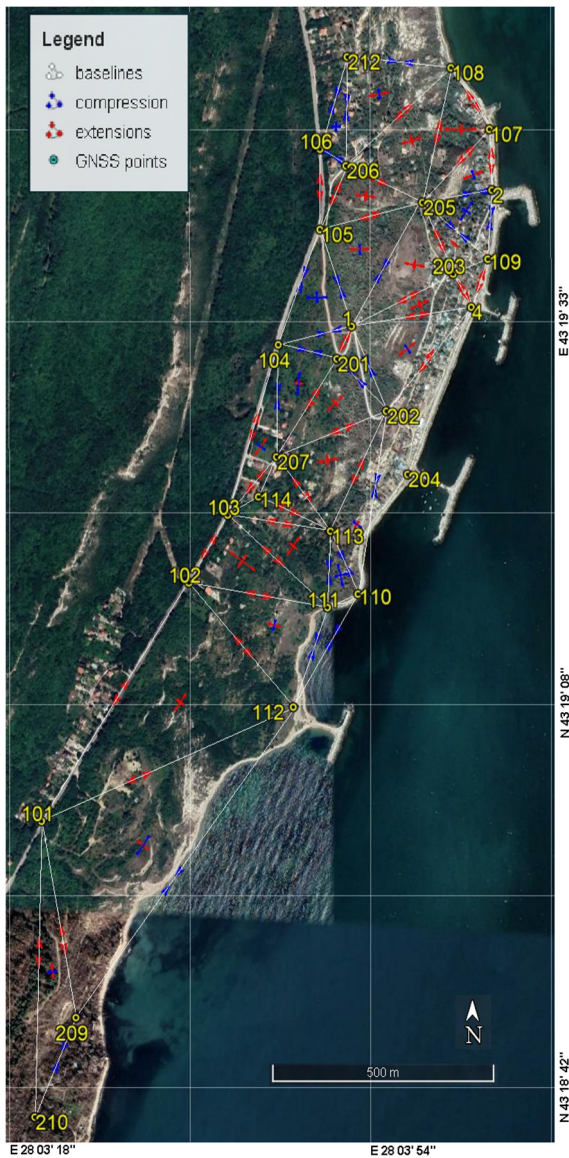 Legend
baselines
compression
extensions
GNSS points
212
108
107
106
206
2
205
105
109
203
4
1
E 43 19' 33"
104
201
202
207
204
114
103
113
102
111
110
112
N 43 19' 08"
101
209
N
500 m
N 43 18' 42"
210
E 28 03' 18"
E 28 03' 54"